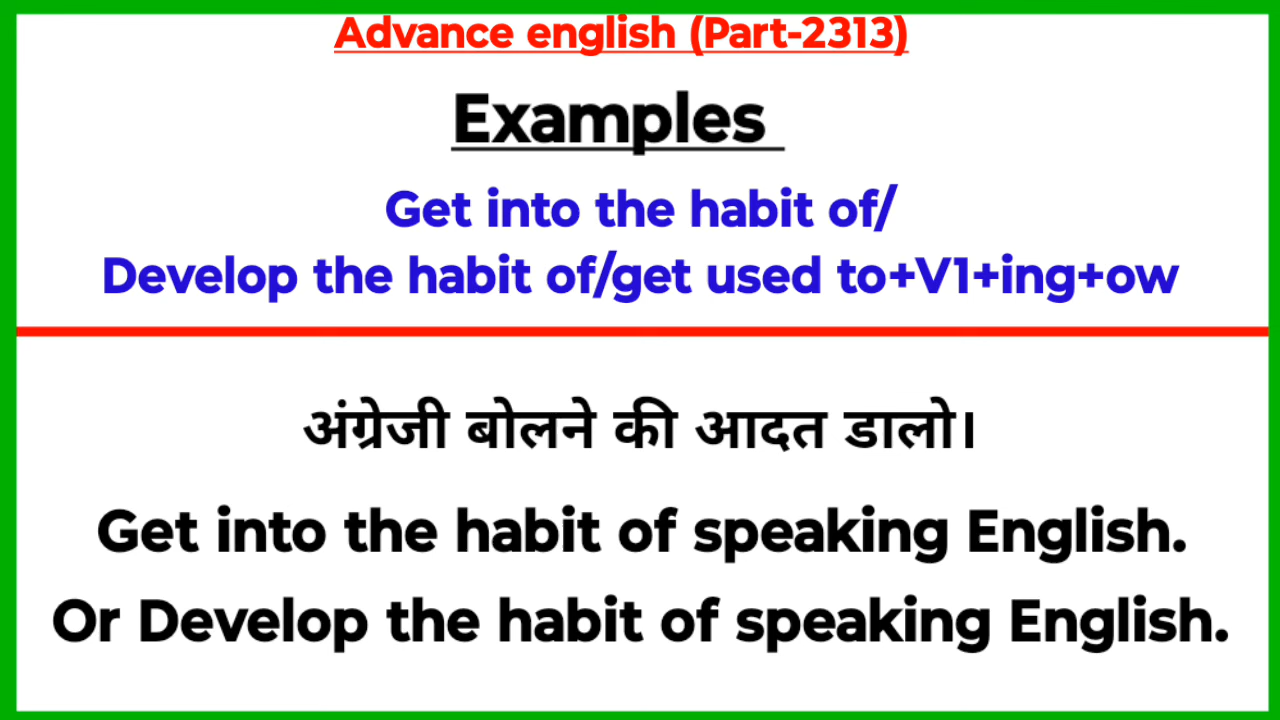 Advance english (Part-2313)
Examples
Get into the habit of/
Develop the habit of/get used to+V1+ing+ow
अंग्रेजी बोलने की आदत डालो।
Get into the habit of speaking English.
Or Develop the habit of speaking English.